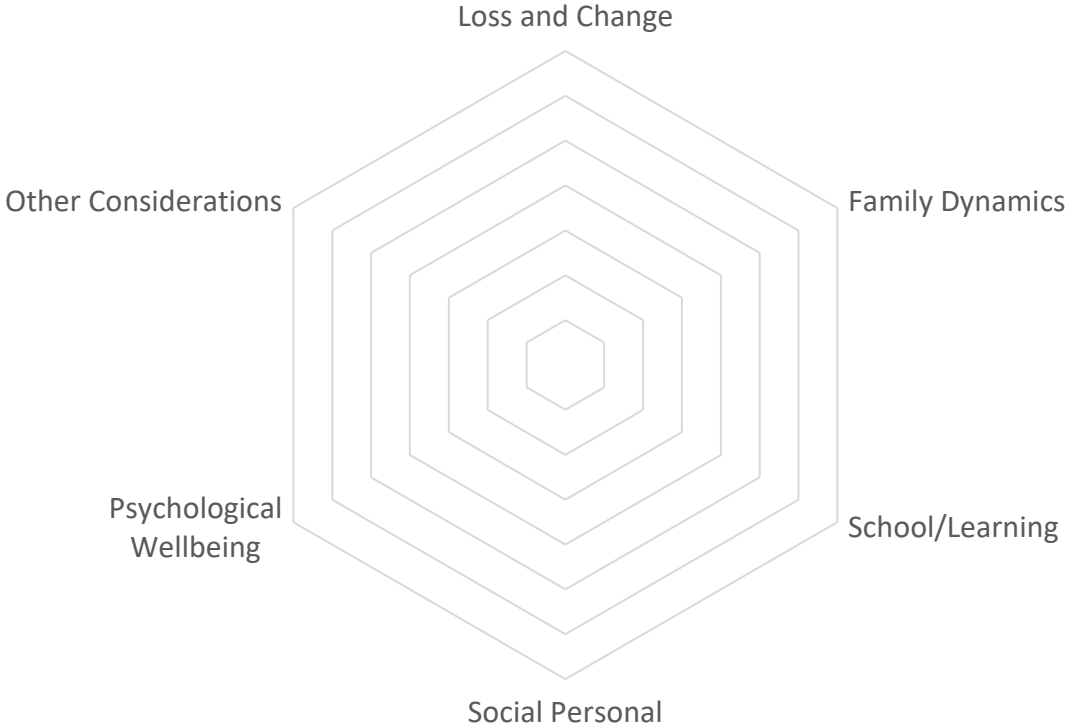 Loss and Change
Other Considerations
Family Dynamics
Psychological
Wellbeing
School/Learning
Social Personal